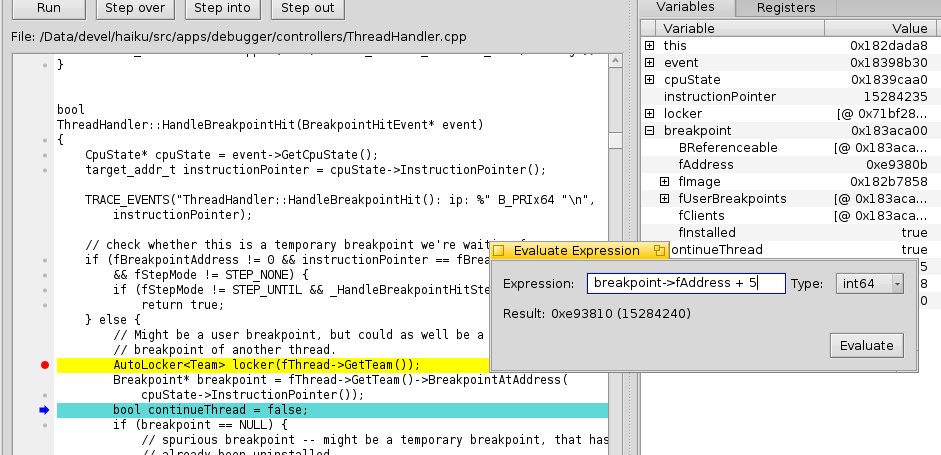 Run Step over Step into Step out
File: /Data/devel/haiku/src/apps/debugger/controllers/ThreadHandler.cpp
}
bool
ThreadHandler::HandleBreakpointHit(BreakpointHitEvent* event)
{
CpuState* cpuState = event->GetCpuState();
target_addr_t instructionPointer = cpuState->InstructionPointer();
TRACE_EVENTS("ThreadHandler::HandleBreakpointHit(): ip: %" B_PRIx64 "\n",
instructionPointer);
// check whether this is a temporary breakpoint we're
if (fBreakpointAddress != 0 && instructionPointer == fBrea
&& fStepMode != STEP_NONE) {
if (fStepMode != STEP_UNTIL && _HandleBreakpointHitSte
return true;
} else {
// Might be a user breakpoint, but could as well be a
// breakpoint of another thread.
AutoLocker<Team> locker(fThread->GetTeam());
Breakpoint* breakpoint = fThread->GetTeam()->BreakpointAtAddress(
cpuState->InstructionPointer());
bool continueThread = false;
if (breakpoint == NULL) {
// spurious breakpoint -- might be a temporary breakpoint, that has
// already been uninstalled
Variables Registers
Variable Value
this 0x182dada8
event 0x18398b30
cpuState 0x1839caa0
instructionPointer 15284235
locker [@ 0x71bf28...
breakpoint 0x183aca00
BReferenceable [@ 0x183aca...
fAddress 0xe9380b
fImage 0x182b7858
fUserBreakpoints [@ 0x183aca...
fClients [@ 0x183aca...
fInstalled true
ontinueThread true
5
8
0
Evaluate Expression
Expression: breakpoint->fAddress + 5 Type: int64
Result: 0xe93810 (15284240)
Evaluate